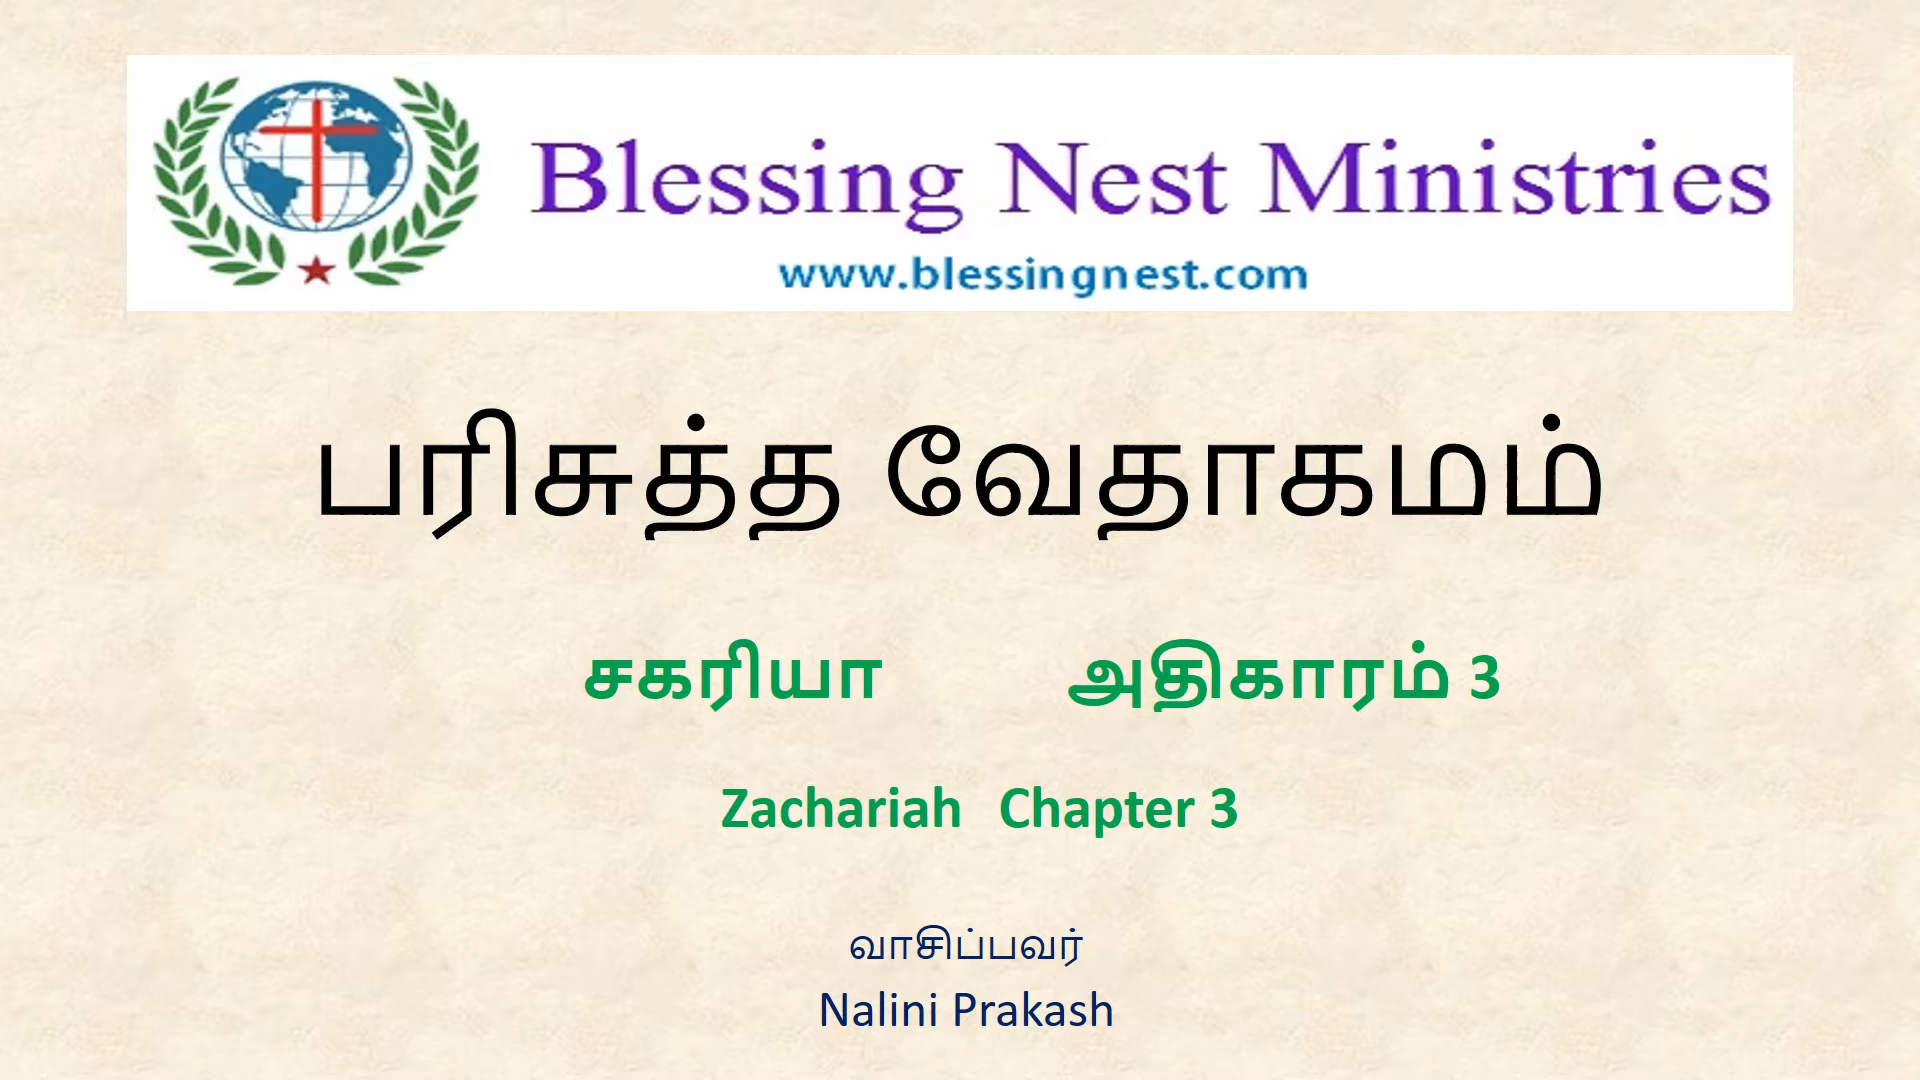 Blessing Nest Ministries
www.blessingnest.com
பரிசுத்த வேதாகமம்
சகரியா அதிகாரம் 3
Zachariah Chapter 3
வாசிப்பவர்
Nalini Prakash